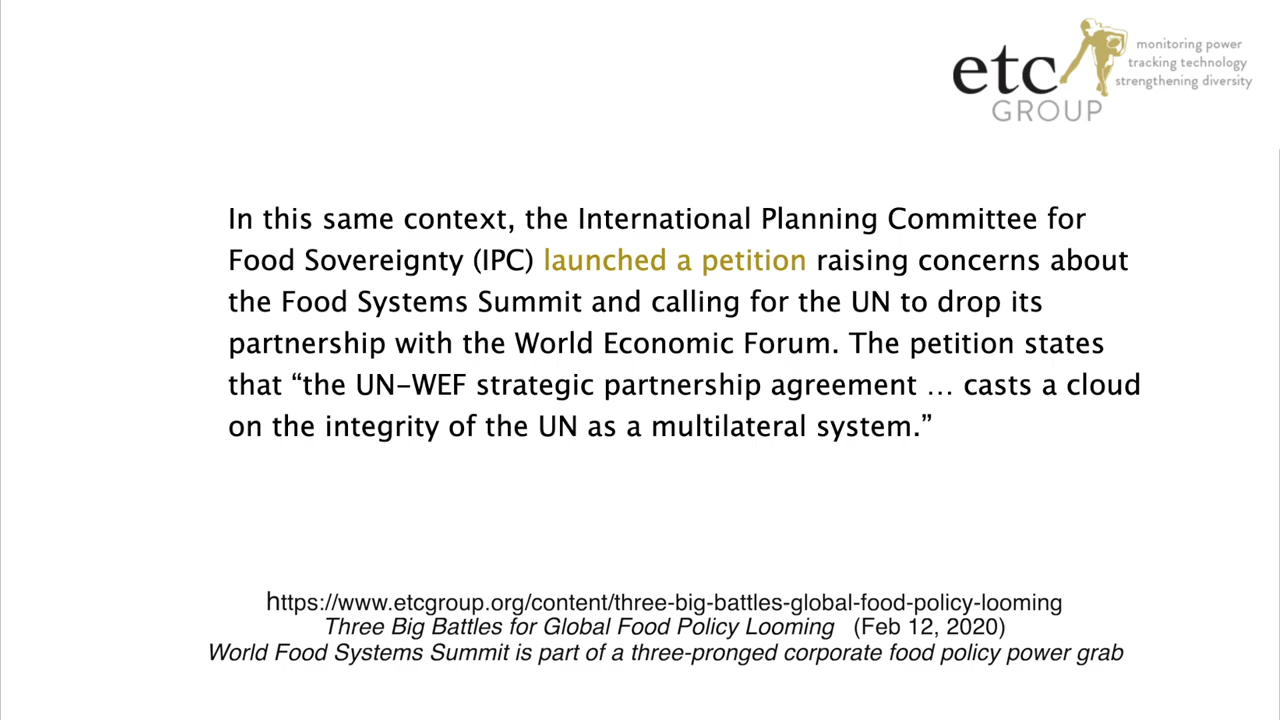 etc
GROUP
monitoring power
tracking technology
strengthening diversity
In this same context, the International Planning Committee for
Food Sovereignty (IPC) launched a petition raising concerns about
the Food Systems Summit and calling for the UN to drop its
partnership with the World Economic Forum. The petition states
that “the UN-WEF strategic partnership agreement … casts a cloud
on the integrity of the UN as a multilateral system.”
https://www.etcgroup.org/content/three-big-battles-global-food-policy-looming
Three Big Battles for Global Food Policy Looming (Feb 12, 2020)
World Food Systems Summit is part of a three-pronged corporate food policy power grab